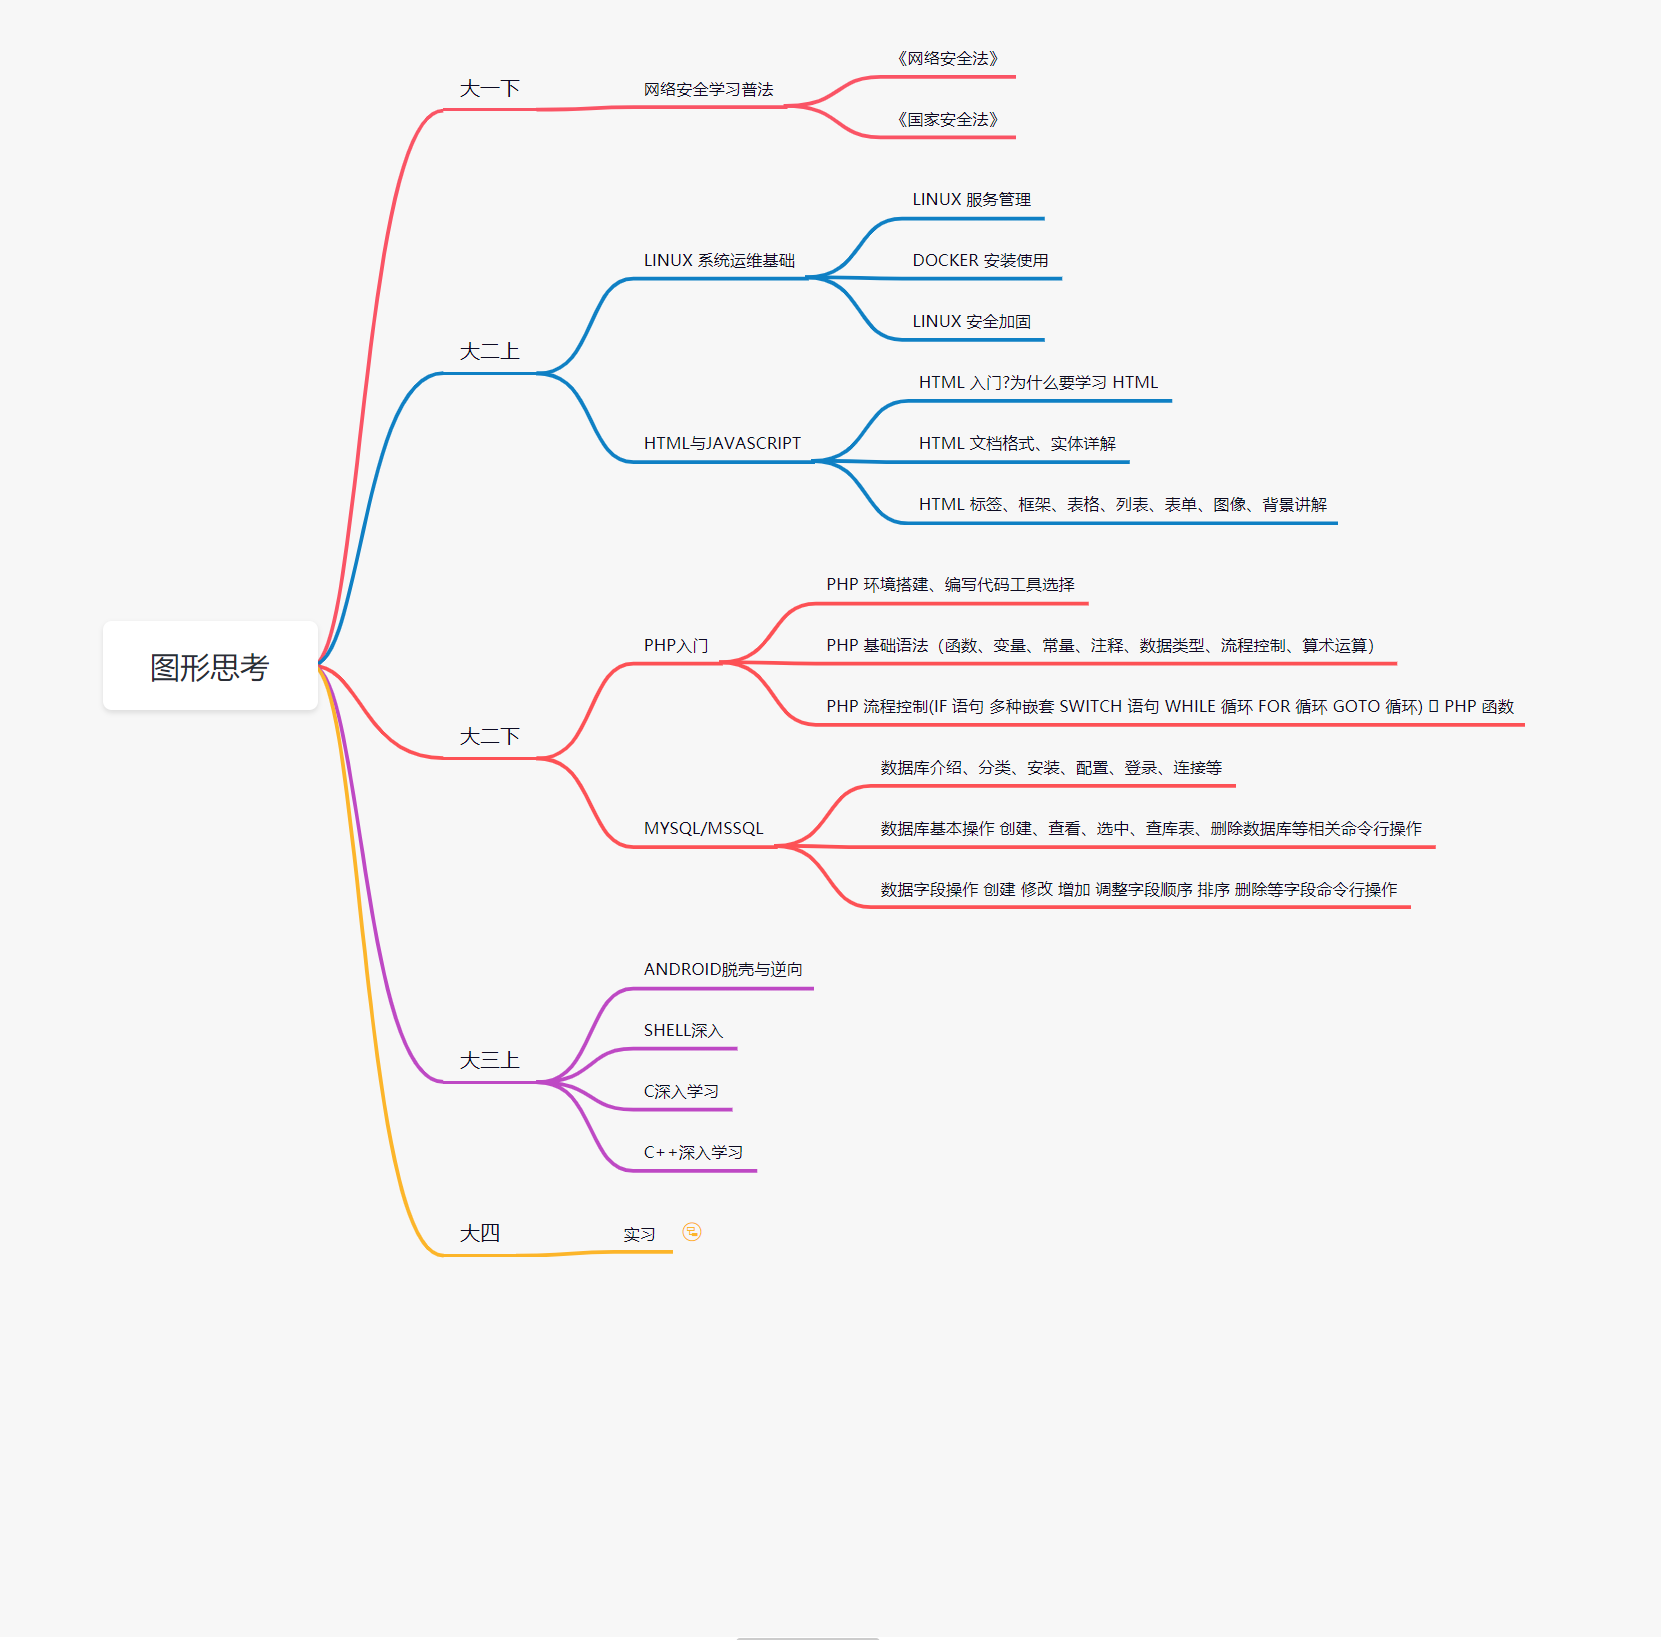 图形思考
大一下
网络安全学习普法
《网络安全法》
《国家安全法》
大二上
LINUX 系统运维基础
LINUX 服务管理
DOCKER 安装使用
LINUX 安全加固
HTML与JAVASCRIPT
HTML 入门?为什么要学习 HTML
HTML 文档格式、实体详解
HTML 标签、框架、表格、列表、表单、图像、背景讲解
大二下
PHP入门
PHP 环境搭建、编写代码工具选择
PHP 基础语法（函数、变量、常量、注释、数据类型、流程控制、算术运算）
PHP 流程控制(IF 语句 多种嵌套 SWITCH 语句 WHILE 循环 FOR 循环 GOTO 循环)  PHP 函数
MYSQL/MSSQL
数据库介绍、分类、安装、配置、登录、连接等
数据库基本操作 创建、查看、选中、查库表、删除数据库等相关命令行操作
数据字段操作 创建 修改 增加 调整字段顺序 排序 删除等字段命令行操作
大三上
ANDROID脱壳与逆向
SHELL深入
C深入学习
C++深入学习
大四
实习